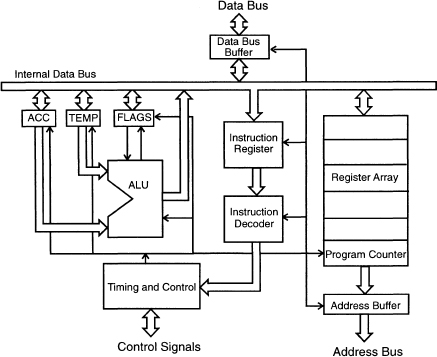 Data Bus
Data Bus
Buffer
Internal Data Bus
ACC
TEMP
FLAGS
Instruction
Register
Register Array
ALU
Instruction
Decoder
Program Counter
Timing and Control
Address Buffer
Control Signals
Address Bus